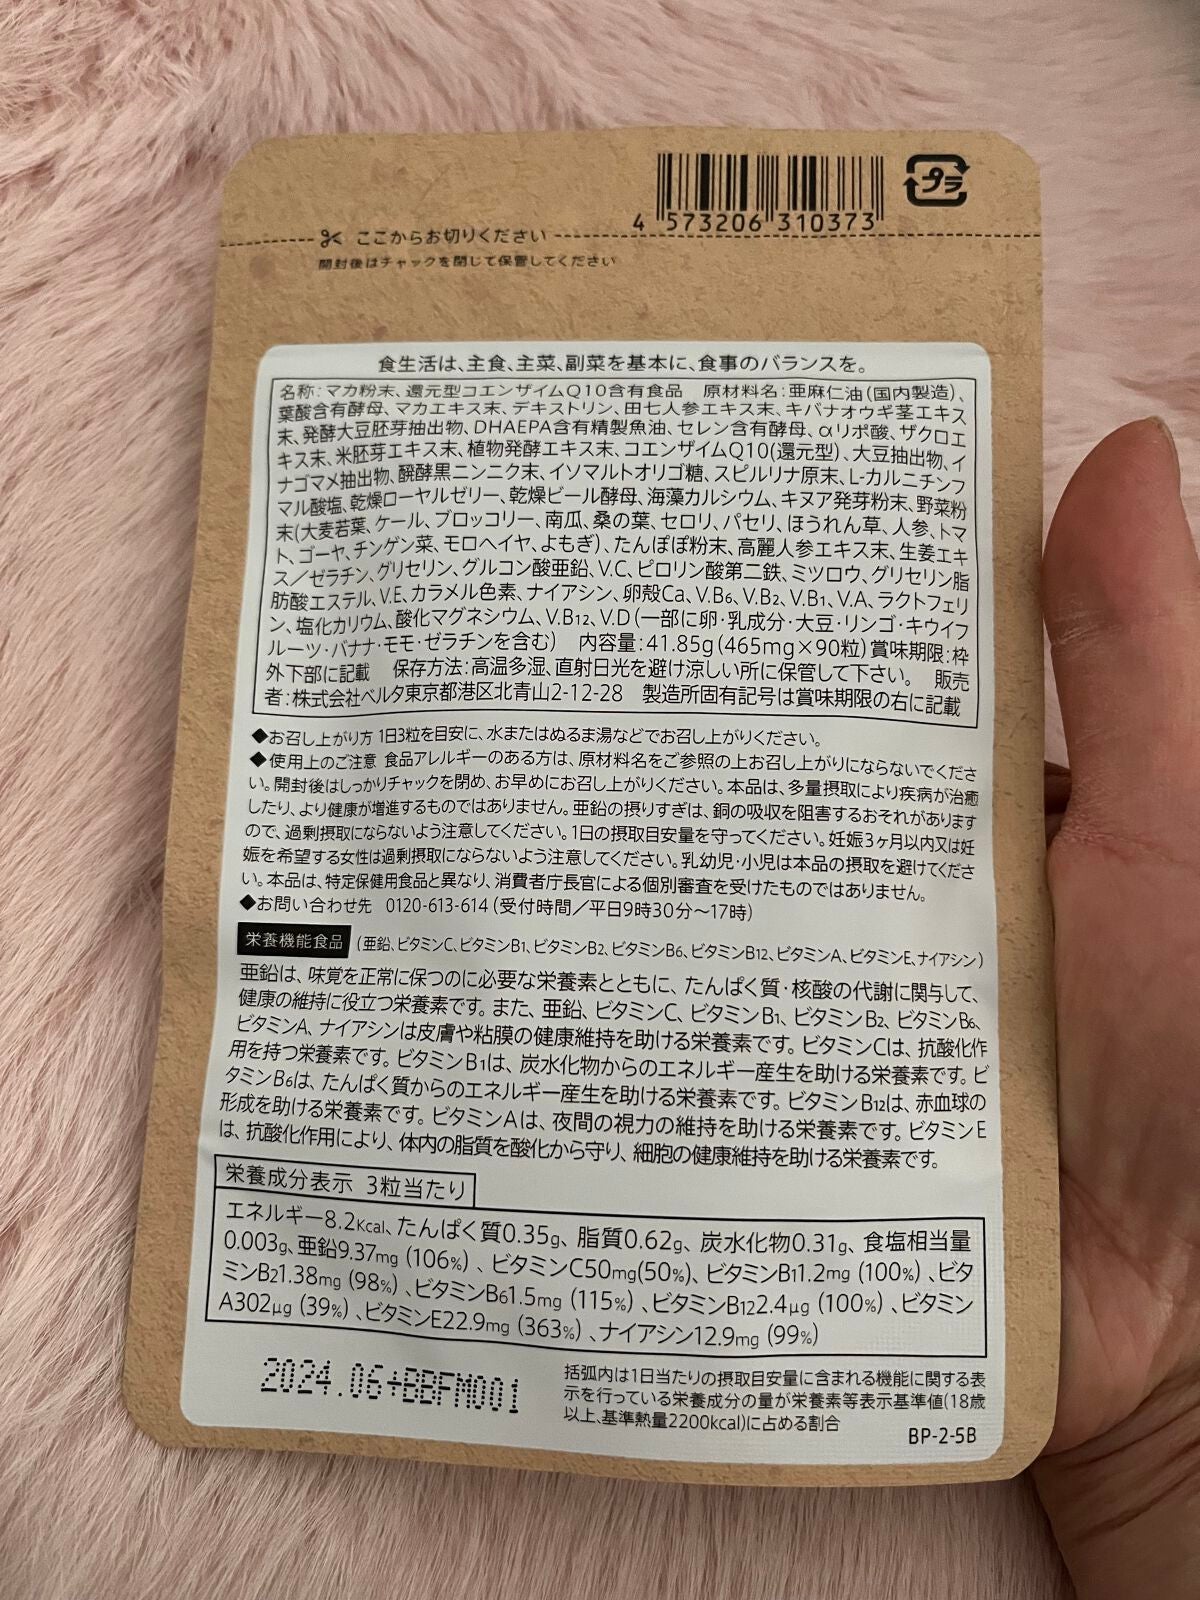 4 573206 310373
プラ
ここからお切りください
開封後はチャックを閉じて保管してください
食生活は、主食、主菜、副菜を基本に、食事のバランスを。
名称：マカ粉末、還元型コエンザイムQ10含有食品　原材料名：亜麻仁油（国内製造）、
葉酸含有酵母、マカエキス末、デキストリン、田七人参エキス末、キバナオウギ茎エキス
末、発酵大豆胚芽抽出物、DHAEPA含有精製魚油、セレン含有酵母、αリポ酸、ザクロエ
キス末、米胚芽エキス末、植物発酵エキス末、コエンザイムQ10（還元型）、大豆抽出物、イ
ナゴマメ抽出物、醗酵黒ニンニク末、イソマルトオリゴ糖、スピルリナ原末、L-カルニチンフ
マル酸塩、乾燥ローヤルゼリー、乾燥ビール酵母、海藻カルシウム、キヌア発芽粉末、野菜粉
末（大麦若葉、ケール、ブロッコリー、南瓜、桑の葉、セロリ、パセリ、ほうれん草、人参、トマ
ト、ゴーヤ、チンゲン菜、モロヘイヤ、よもぎ）、たんぽぽ粉末、高麗人参エキス末、生姜エキ
ス／ゼラチン、グリセリン、グルコン酸亜鉛、V.C、ピロリン酸第二鉄、ミツロウ、グリセリン脂
肪酸エステル、V.E、カラメル色素、ナイアシン、卵殻Ca、V.B6、V.B2、V.B1、V.A、ラクトフェリ
ン、塩化カリウム、酸化マグネシウム、V.B12、V.D（一部に卵・乳成分・大豆・リンゴ・キウイフ
ルーツ・バナナ・モモ・ゼラチンを含む）　内容量：41.85g（465mg×90粒）賞味期限：枠
外下部に記載　保存方法：高温多湿、直射日光を避け涼しい所に保管して下さい。　販売
者：株式会社ベルタ東京都港区北青山2-12-28　製造所固有記号は賞味期限の右に記載
◆お召し上がり方 1日3粒を目安に、水またはぬるま湯などでお召し上がりください。
◆使用上のご注意 食品アレルギーのある方は、原材料名をご参照の上お召し上がりにならないでくださ
い。開封後はしっかりチャックを閉め、お早めにお召し上がりください。本品は、多量摂取により疾病が治癒
したり、より健康が増進するものではありません。亜鉛の摂りすぎは、銅の吸収を阻害するおそれがあります
ので、過剰摂取にならないよう注意してください。1日の摂取目安量を守ってください。妊娠3ヶ月以内又は妊
娠を希望する女性は過剰摂取にならないよう注意してください。乳幼児・小児は本品の摂取を避けてくださ
い。本品は、特定保健用食品と異なり、消費者庁長官による個別審査を受けたものではありません。
◆お問い合わせ先　0120-613-614（受付時間／平日9時30分～17時）
栄養機能食品（亜鉛、ビタミンC、ビタミンB1、ビタミンB2、ビタミンB6、ビタミンB12、ビタミンA、ビタミンE、ナイアシン）
亜鉛は、味覚を正常に保つのに必要な栄養素とともに、たんぱく質・核酸の代謝に関与して、
健康の維持に役立つ栄養素です。また、亜鉛、ビタミンC、ビタミンB1、ビタミンB2、ビタミンB6、
ビタミンA、ナイアシンは皮膚や粘膜の健康維持を助ける栄養素です。ビタミンCは、抗酸化作
用を持つ栄養素です。ビタミンB1は、炭水化物からのエネルギー産生を助ける栄養素です。ビ
タミンB6は、たんぱく質からのエネルギー産生を助ける栄養素です。ビタミンB12は、赤血球の
形成を助ける栄養素です。ビタミンAは、夜間の視力の維持を助ける栄養素です。ビタミンE
は、抗酸化作用により、体内の脂質を酸化から守り、細胞の健康維持を助ける栄養素です。
栄養成分表示 3粒当たり
エネルギー8.2Kcal、たんぱく質0.35g、脂質0.62g、炭水化物0.31g、食塩相当量
0.003g、亜鉛9.37mg（106%）、ビタミンC50mg(50%)、ビタミンB11.2mg（100%）、ビタ
ミンB21.38mg（98%）、ビタミンB61.5mg（115%）、ビタミンB122.4μg（100%）、ビタミン
A302μg（39%）、ビタミンE22.9mg（363%）、ナイアシン12.9mg（99%）
2024.06+BBFM001
括弧内は1日当たりの摂取目安量に含まれる機能に関する表
示を行っている栄養成分の量が栄養素等表示基準値（18歳
以上、基準熱量2200kcal）に占める割合
BP-2-5B